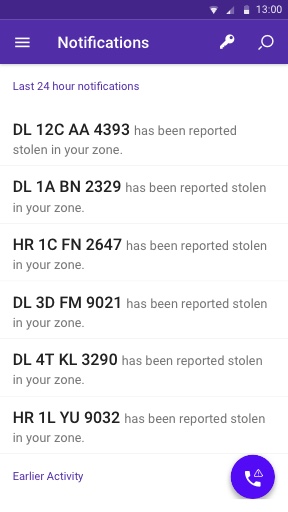 13:00
Notifications
Last 24 hour notifications
DL 12C AA 4393 has been reported
stolen in your zone.
DL 1A BN 2329 has been reported stolen
in your zone.
HR 1C FN 2647 has been reported stolen
in your zone.
DL 3D FM 9021 has been reported stolen
in your zone.
DL 4T KL 3290 has been reported stolen
in your zone.
HR 1L YU 9032 has been reported stolen
in your zone.
Earlier Activity